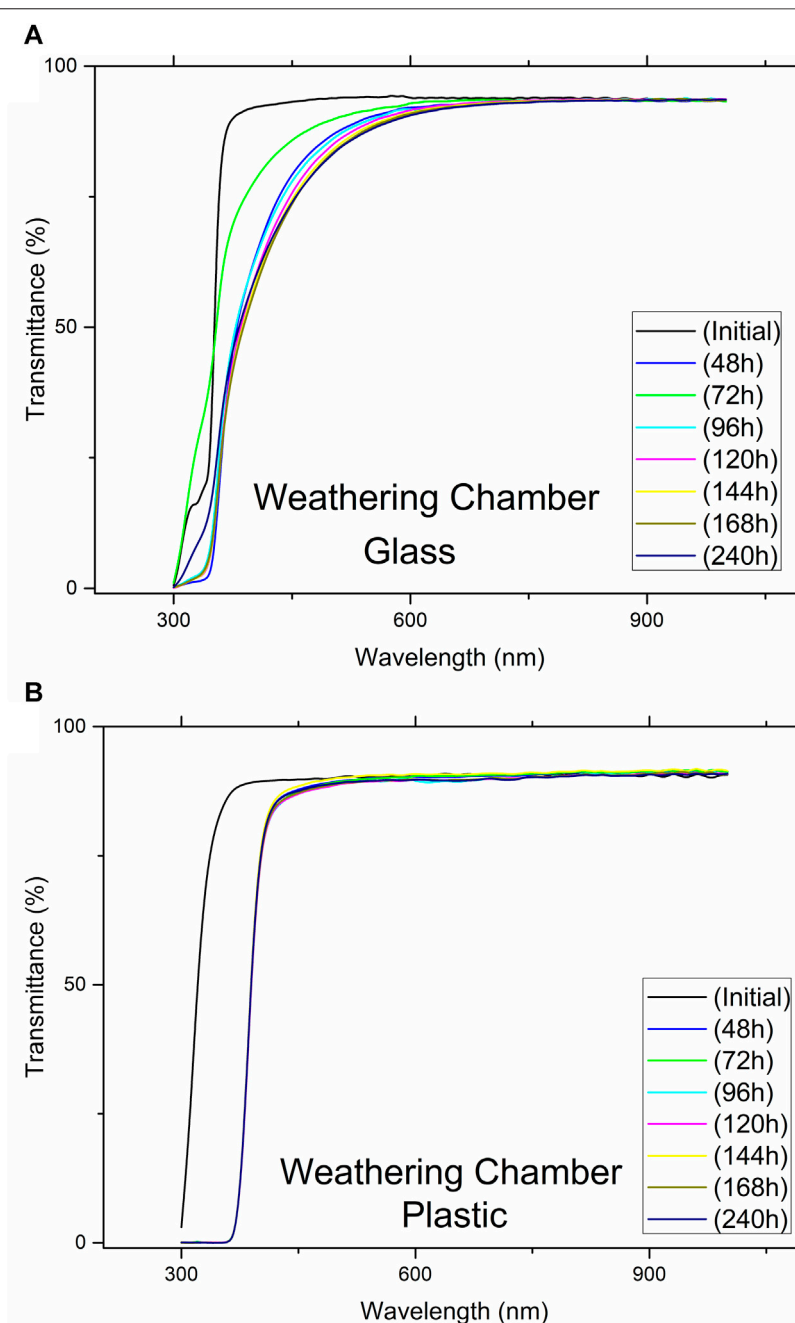 A
100
50
0
Transmittance (%)
(Initial)
(48h)
(72h)
(96h)
(120h)
(144h)
(168h)
(240h)
Weathering Chamber
Glass
300
600
900
Wavelength (nm)
B
100
50
0
Transmittance (%)
(Initial)
(48h)
(72h)
(96h)
(120h)
(144h)
(168h)
(240h)
Weathering Chamber
Plastic
300
600
900
Wavelength (nm)